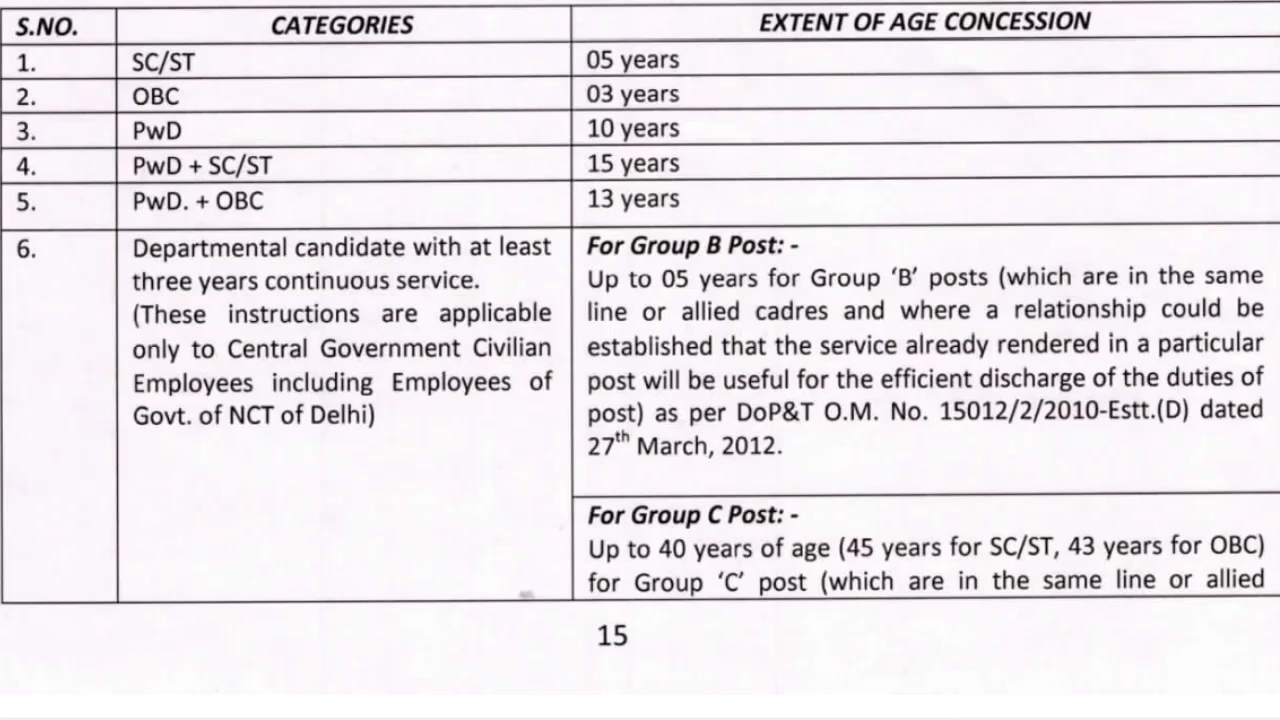 S.NO. CATEGORIES EXTENT OF AGE CONCESSION
1. SC/ST 05 years
2. OBC 03 years
3. PwD 10 years
4. PwD + SC/ST 15 years
5. PwD. + OBC 13 years
6. Departmental candidate with at least
three years continuous service.
(These instructions are applicable
only to Central Government Civilian
Employees including Employees of
Govt. of NCT of Delhi)
For Group B Post: -
Up to 05 years for Group ‘B’ posts (which are in the same
line or allied cadres and where a relationship could be
established that the service already rendered in a particular
post will be useful for the efficient discharge of the duties of
post) as per DoP&T O.M. No. 15012/2/2010-Estt.(D) dated
27th March, 2012.
For Group C Post: -
Up to 40 years of age (45 years for SC/ST, 43 years for OBC)
for Group ‘C’ post (which are in the same line or allied
15